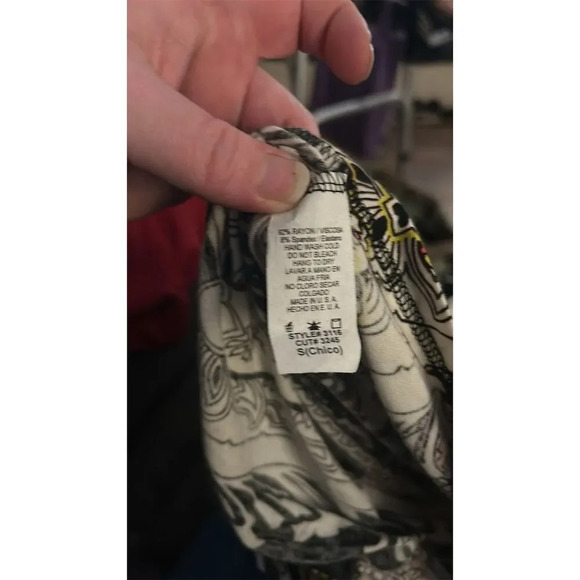 92% RAYON / VISCOSA
8% Spandex / Elastano
HAND WASH COLD
DO NOT BLEACH
HANG TO DRY
LAVAR A MANO EN
AGUA FRIA
NO CLORO SECAR
COLGADO
MADE IN U.S.A.
HECHO EN E.U.A.
STYLE# 3116
CUT# 3245
S(Chico)